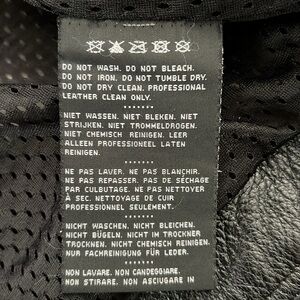 DO NOT WASH. DO NOT BLEACH.
DO NOT IRON. DO NOT TUMBLE DRY.
DO NOT DRY CLEAN. PROFESSIONAL
LEATHER CLEAN ONLY.
NIET WASSEN. NIET BLEKEN. NIET
STRIJKEN. NIET TROMMELDROGEN.
NIET CHEMISCH REINIGEN. LEER
ALLEEN PROFESSIONEEL LATEN
REINIGEN.
NE PAS LAVER. NE PAS BLANCHIR.
NE PAS REPASSER. PAS DE SÉCHAGE
PAR CULBUTAGE. NE PAS NETTOYER
À SEC. NETTOYAGE DE CUIR
PROFESSIONNEL SEULEMENT.
NICHT WASCHEN. NICHT BLEICHEN.
NICHT BÜGELN. NICHT IM TROCKNER
TROCKNEN. NICHT CHEMISCH REINIGEN.
NUR FACHREINIGUNG FÜR LEDER.
NON LAVARE. NON CANDEGGIARE.
NON STIRARE. NON ASCIUGARE IN